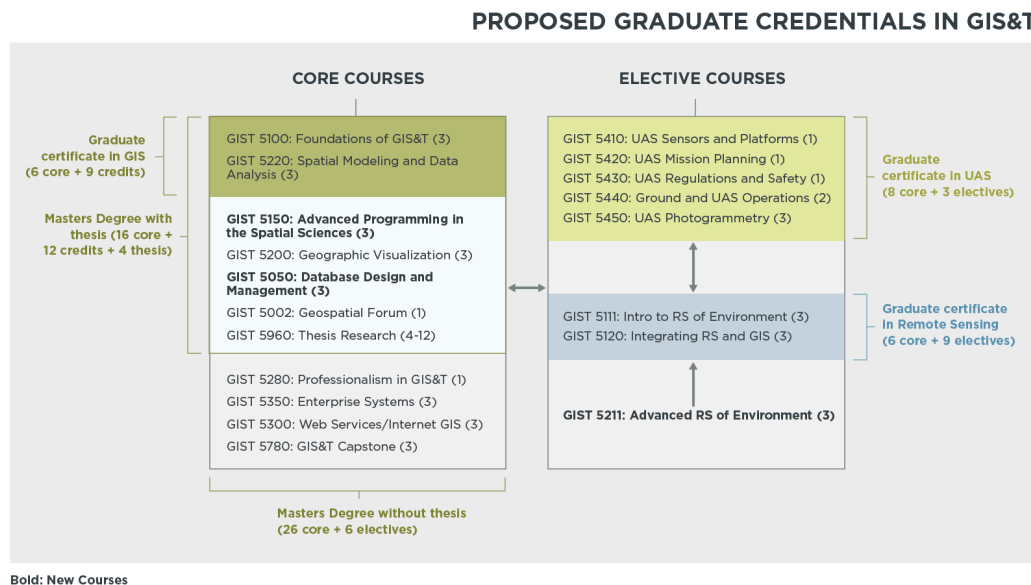 PROPOSED GRADUATE CREDENTIALS IN GIS&T
CORE COURSES
ELECTIVE COURSES
Graduate
certificate in GIS
(6 core + 9 credits)
Masters Degree with
thesis (16 core +
12 credits + 4 thesis)
GIST 5100: Foundations of GIS&T (3)
GIST 5220: Spatial Modeling and Data
Analysis (3)
GIST 5150: Advanced Programming in
the Spatial Sciences (3)
GIST 5200: Geographic Visualization (3)
GIST 5050: Database Design and
Management (3)
GIST 5002: Geospatial Forum (1)
GIST 5960: Thesis Research (4-12)
GIST 5280: Professionalism in GIS&T (1)
GIST 5350: Enterprise Systems (3)
GIST 5300: Web Services/Internet GIS (3)
GIST 5780: GIS&T Capstone (3)
Masters Degree without thesis
(26 core + 6 electives)
GIST 5410: UAS Sensors and Platforms (1)
GIST 5420: UAS Mission Planning (1)
GIST 5430: UAS Regulations and Safety (1)
GIST 5440: Ground and UAS Operations (2)
GIST 5450: UAS Photogrammetry (3)
GIST 5111: Intro to RS of Environment (3)
GIST 5120: Integrating RS and GIS (3)
GIST 5211: Advanced RS of Environment (3)
Graduate
certificate in UAS
(8 core + 3 electives)
Graduate certificate
in Remote Sensing
(6 core + 9 electives)
Bold: New Courses